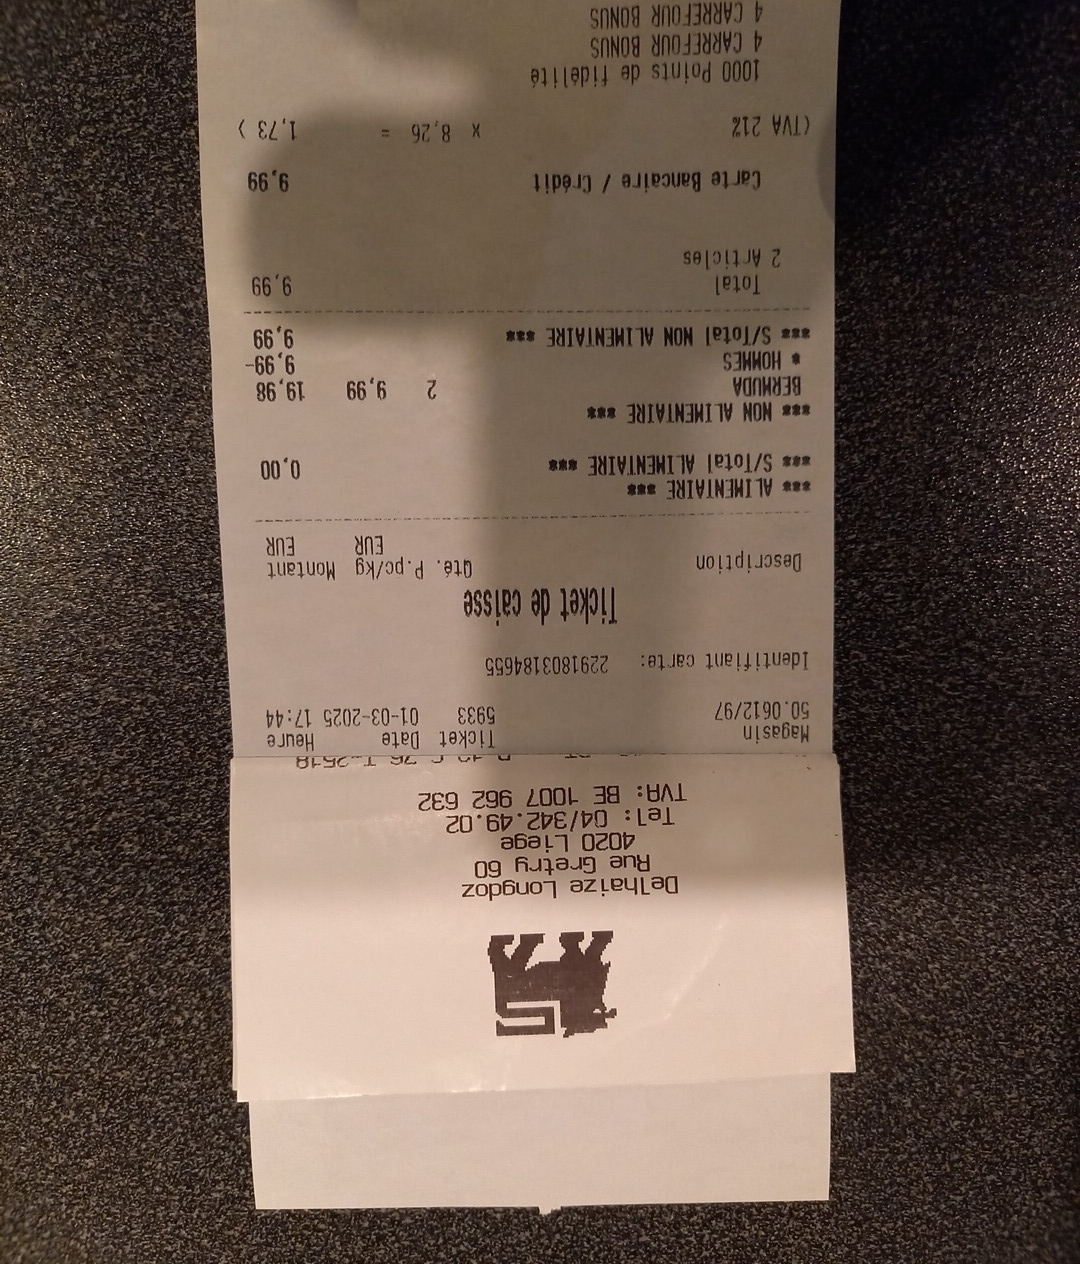 Delhaize Longdoz
Rue Gretry 60
4020 Liege
Tel: 04/342.49.02
TVA: BE 1007 962 632
Magasin Ticket Date Heure
50.0612/97 5933 01-03-2025 17:44
Identifiant carte: 2291803184655
Ticket de caisse
Description Qté. P.pc/kg Montant
EUR EUR
*** ALIMENTAIRE ***
*** S/Total ALIMENTAIRE *** 0,00
*** NON ALIMENTAIRE ***
BERMUDA 2 9,99 19,98
* HOMMES 9,99-
*** S/Total NON ALIMENTAIRE *** 9,99
Total 9,99
2 Articles
Carte Bancaire / Crédit 9,99
(TVA 21% x 8,26 = 1,73 )
1000 Points de fidélité
4 CARREFOUR BONUS
4 CARREFOUR BONUS